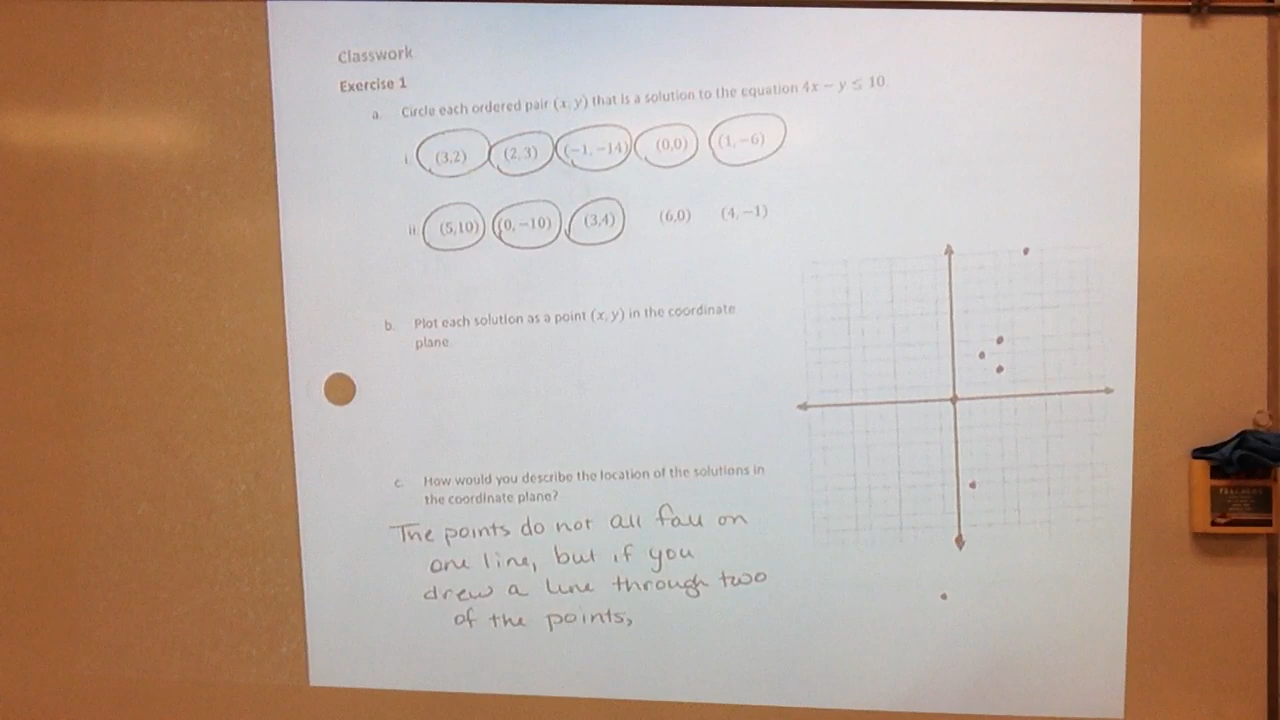 Classwork
Exercise 1
a. Circle each ordered pair (x, y) that is a solution to the equation 4x − y ≤ 10.
i. (3,2) (2,3) (−1,−14) (0,0) (1,−6)
ii. (5,10) (0,−10) (3,4) (6,0) (4,−1)
b. Plot each solution as a point (x, y) in the coordinate
plane
c. How would you describe the location of the solutions in
the coordinate plane?
The points do not all fall on
one line, but if you
drew a line through two
of the points,